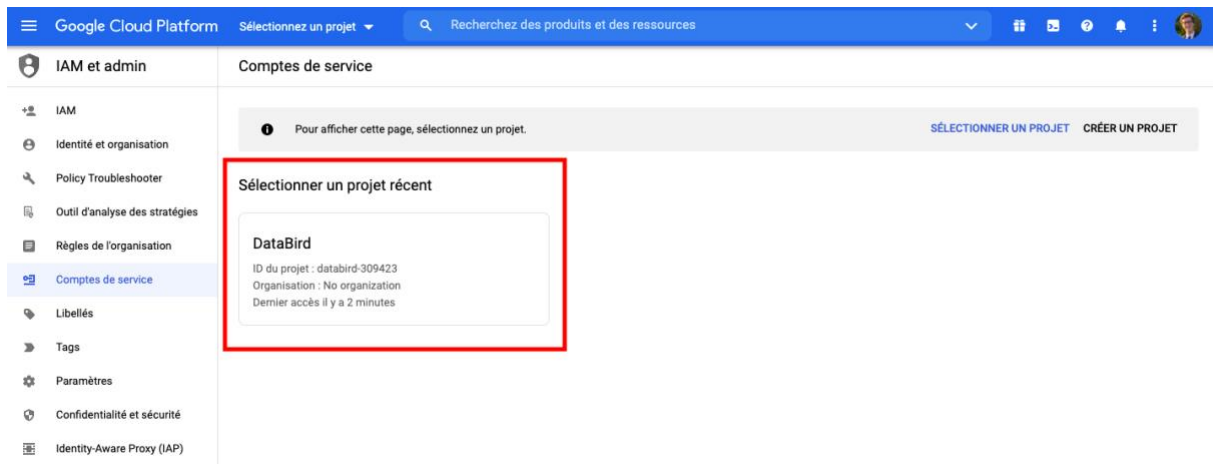 Google Cloud Platform
Sélectionnez un projet
Recherchez des produits et des ressources
IAM et admin
Comptes de service
IAM
Identité et organisation
Policy Troubleshooter
Outil d'analyse des stratégies
Règles de l'organisation
Comptes de service
Libellés
Tags
Paramètres
Confidentialité et sécurité
Identity-Aware Proxy (IAP)
Pour afficher cette page, sélectionnez un projet.
SÉLECTIONNER UN PROJET CRÉER UN PROJET
Sélectionner un projet récent
DataBird
ID du projet : databird-309423
Organisation : No organization
Dernier accès il y a 2 minutes